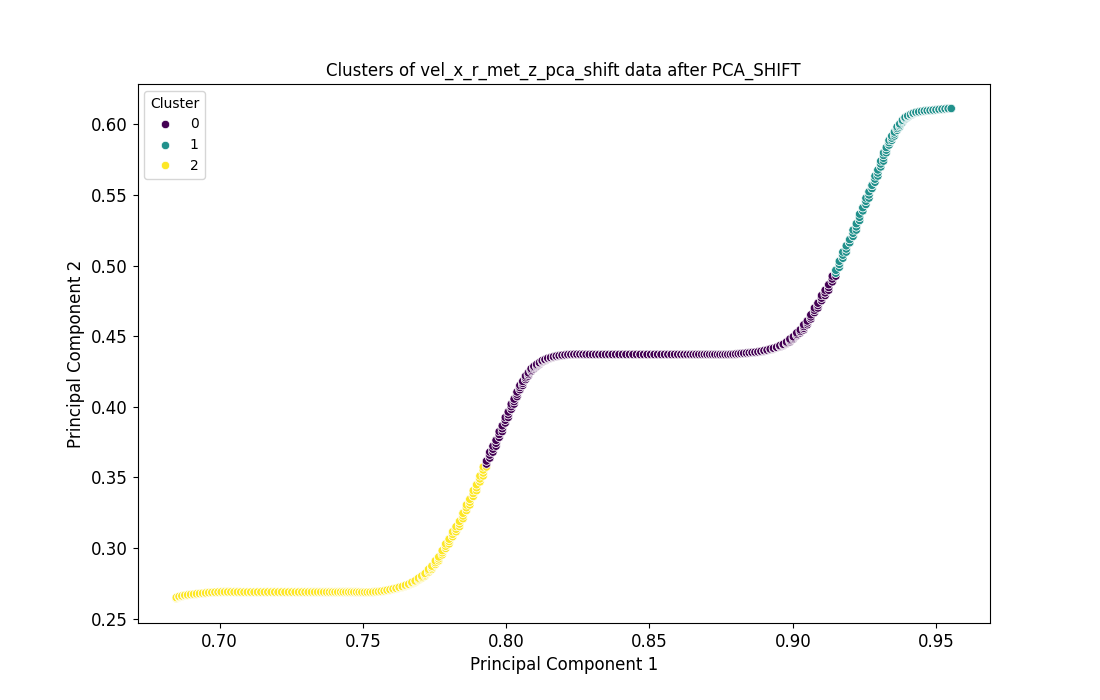 Clusters of vel_x_r_met_z_pca_shift data after PCA_SHIFT
Cluster
0
1
2
0.60
0.55
0.50
0.45
0.40
0.35
0.30
0.25
Principal Component 2
0.70 0.75 0.80 0.85 0.90 0.95
Principal Component 1